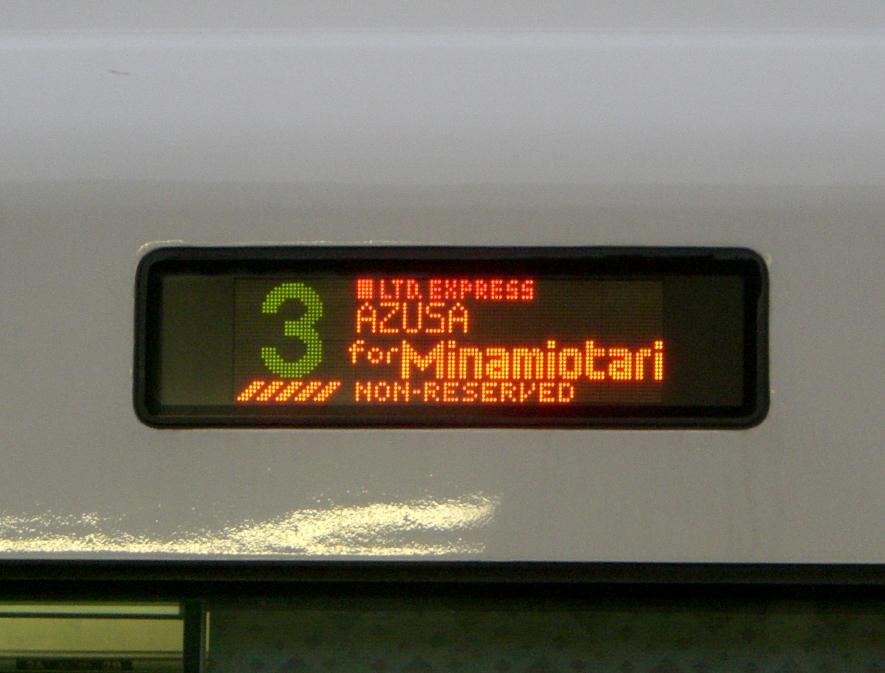 3
LTD. EXPRESS
AZUSA
for Minamiotari
NON-RESERVED